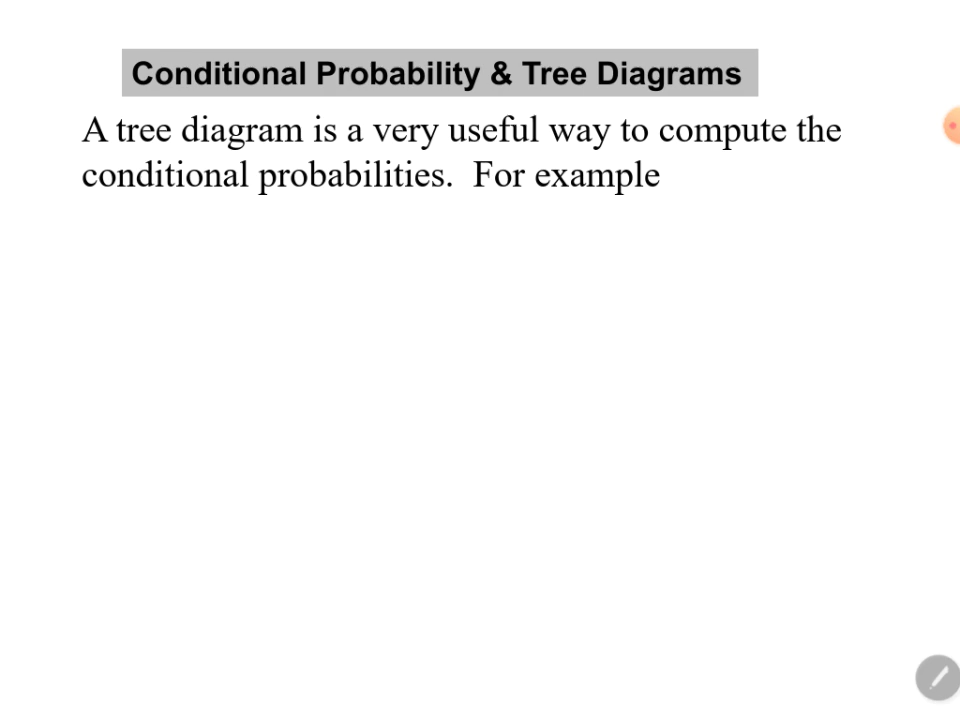 Conditional Probability & Tree Diagrams
A tree diagram is a very useful way to compute the
conditional probabilities.  For example